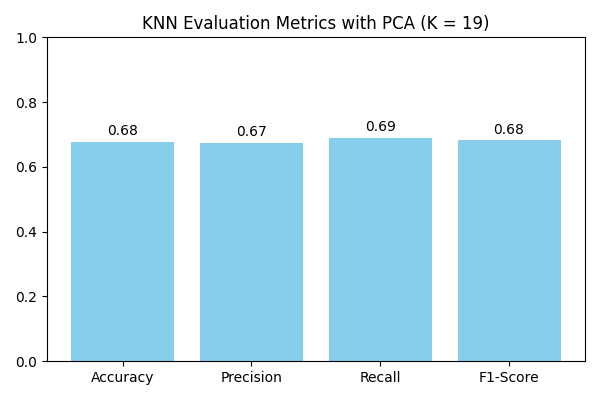 KNN Evaluation Metrics with PCA (K = 19)
1.0
0.8
0.6
0.4
0.2
0.0
0.68
0.67
0.69
0.68
Accuracy
Precision
Recall
F1-Score